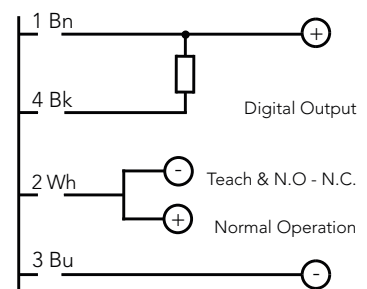 1 Bn
+
4 Bk
Digital Output
-
Teach & N.O - N.C.
2 Wh
+
Normal Operation
3 Bu
-